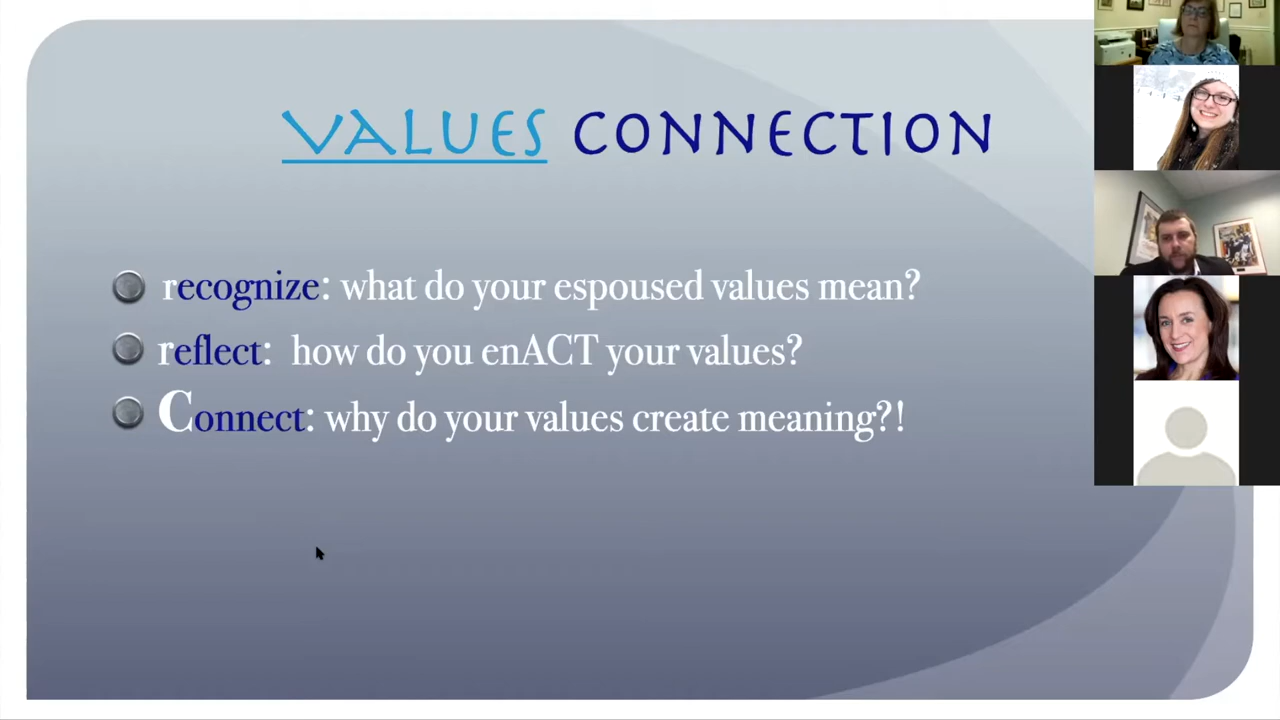 VALUES CONNECTION
recognize: what do your espoused values mean?
reflect: how do you enACT your values?
Connect: why do your values create meaning?!